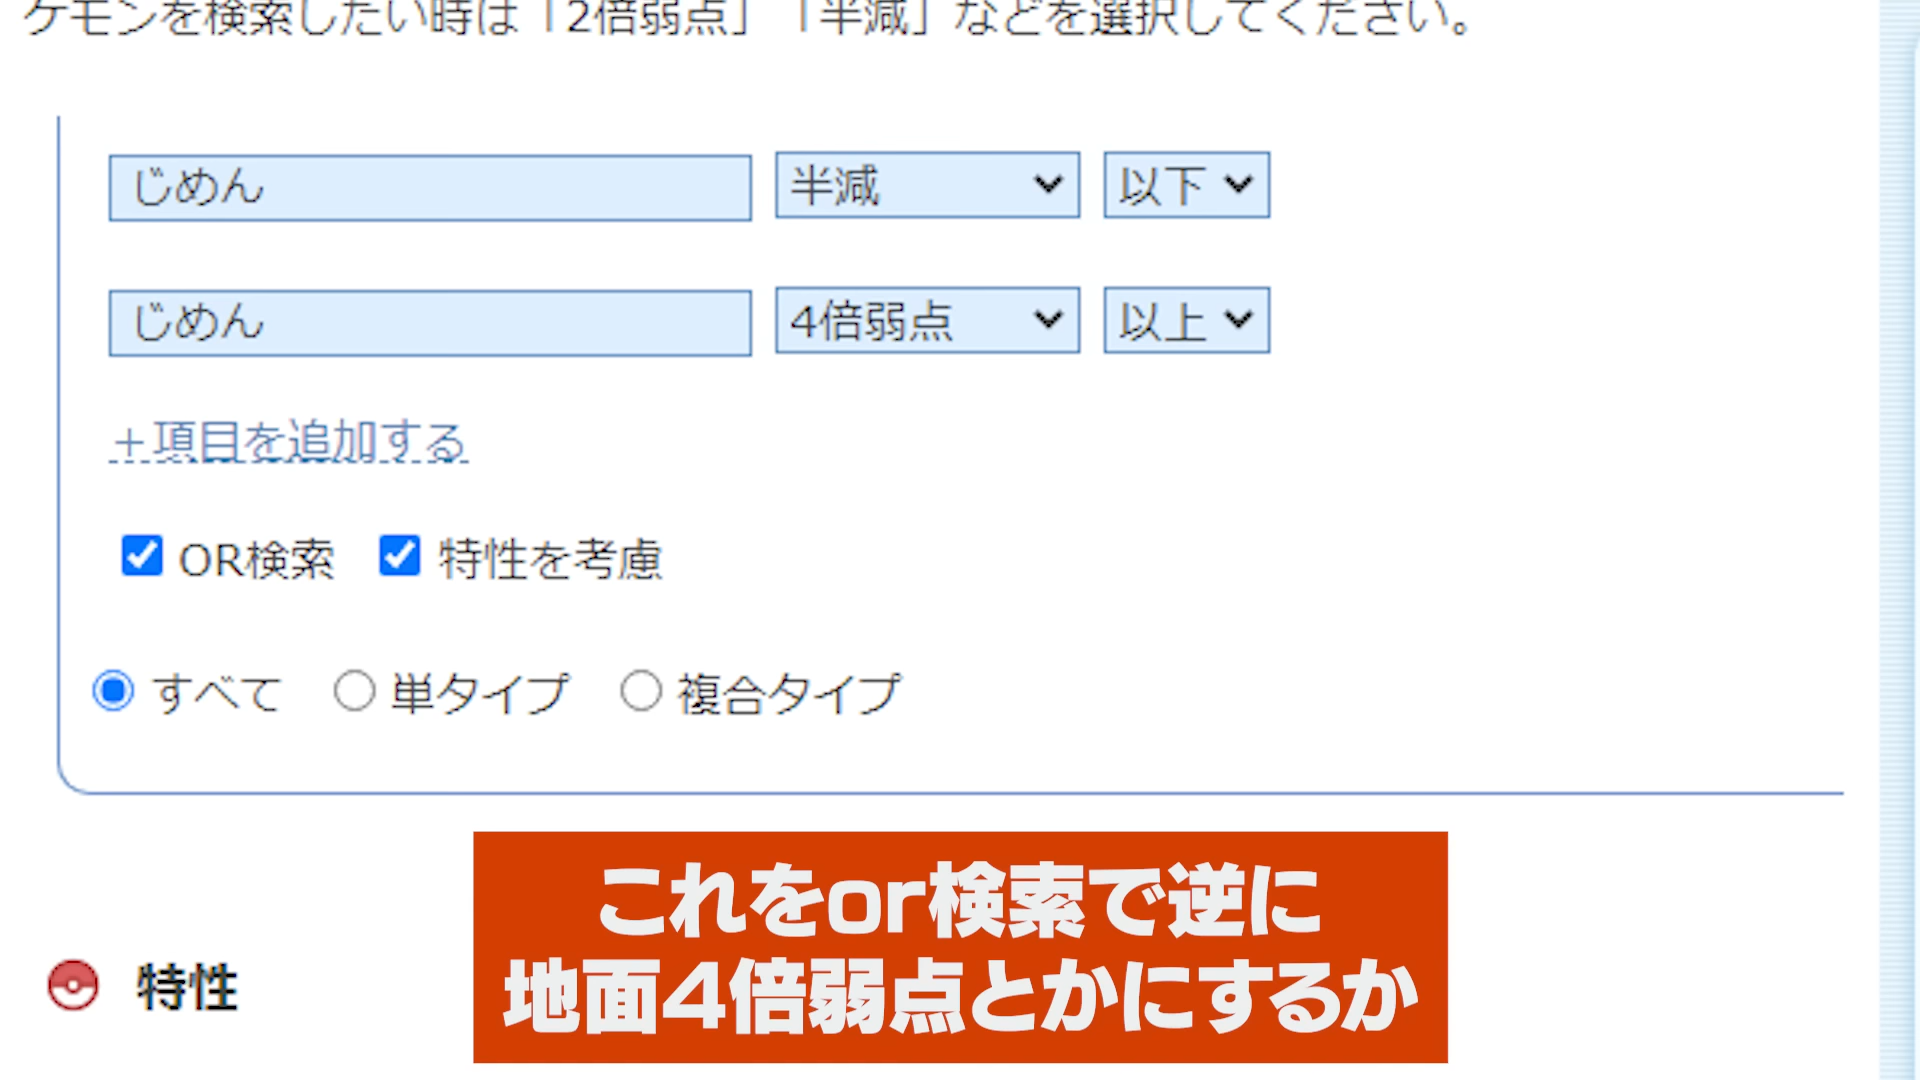 ケモンを検索したい時は「2倍弱点」「半減」などを選択してください。
じめん 半減 以下
じめん 4倍弱点 以上
+項目を追加する
OR検索 特性を考慮
すべて 単タイプ 複合タイプ
特性
これをor検索で逆に
地面4倍弱点とかにするか